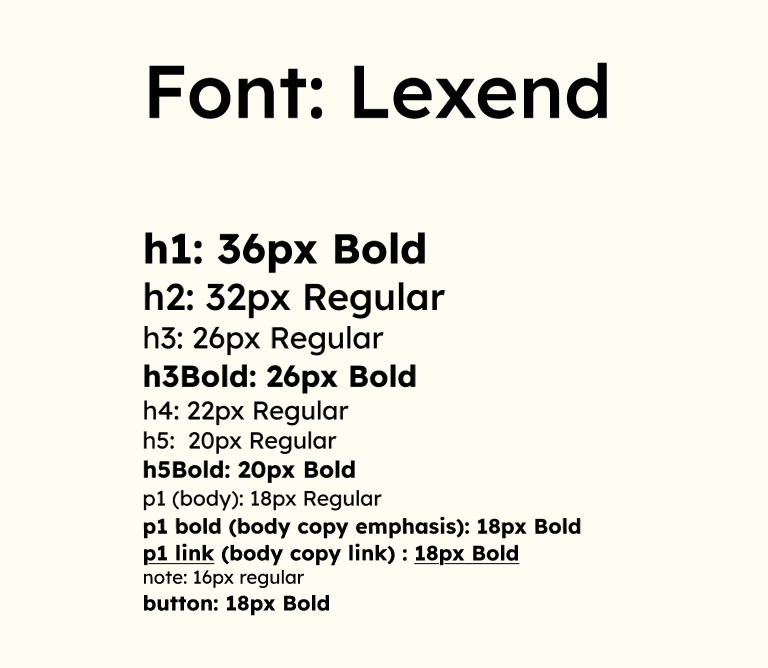 Font: Lexend
h1: 36px Bold
h2: 32px Regular
h3: 26px Regular
h3Bold: 26px Bold
h4: 22px Regular
h5:  20px Regular
h5Bold: 20px Bold
p1 (body): 18px Regular
p1 bold (body copy emphasis): 18px Bold
p1 link (body copy link) : 18px Bold
note: 16px regular
button: 18px Bold